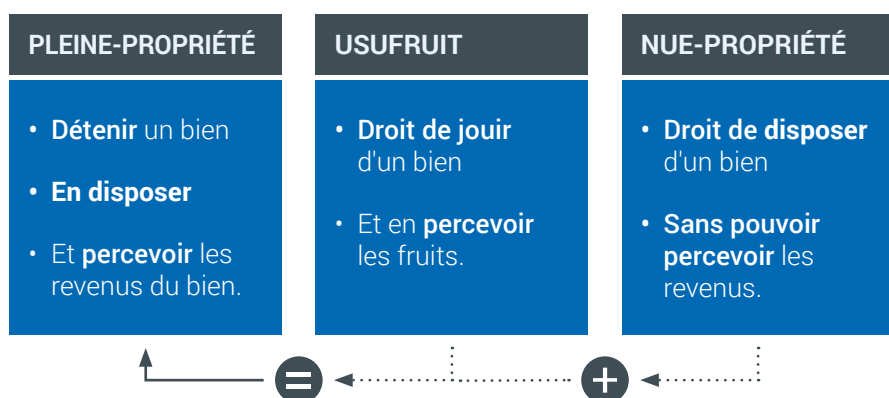 PLEINE-PROPRIÉTÉ
• Détenir un bien
• En disposer
• Et percevoir les
revenus du bien.
USUFRUIT
• Droit de jouir
d'un bien
• Et en percevoir
les fruits.
NUE-PROPRIÉTÉ
• Droit de disposer
d'un bien
• Sans pouvoir
percevoir les
revenus.
= +